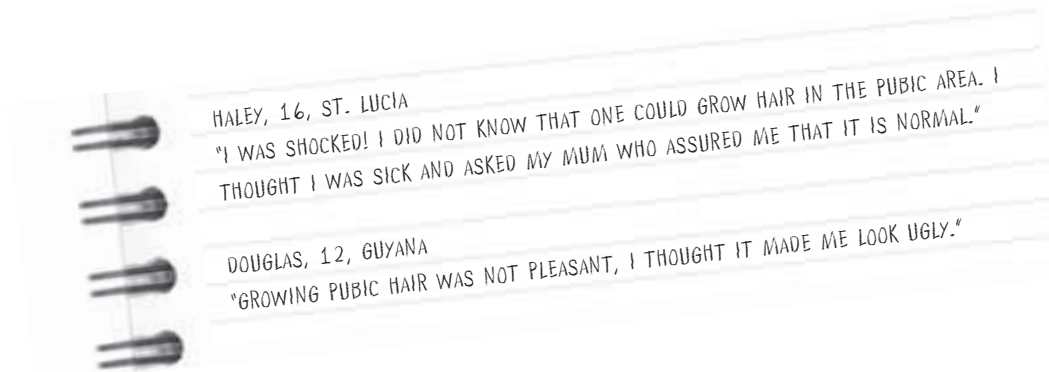 HALEY, 16, ST. LUCIA
"I WAS SHOCKED! I DID NOT KNOW THAT ONE COULD GROW HAIR IN THE PUBIC AREA. I
THOUGHT I WAS SICK AND ASKED MY MUM WHO ASSURED ME THAT IT IS NORMAL."
DOUGLAS, 12, GUYANA
"GROWING PUBIC HAIR WAS NOT PLEASANT, I THOUGHT IT MADE ME LOOK UGLY."